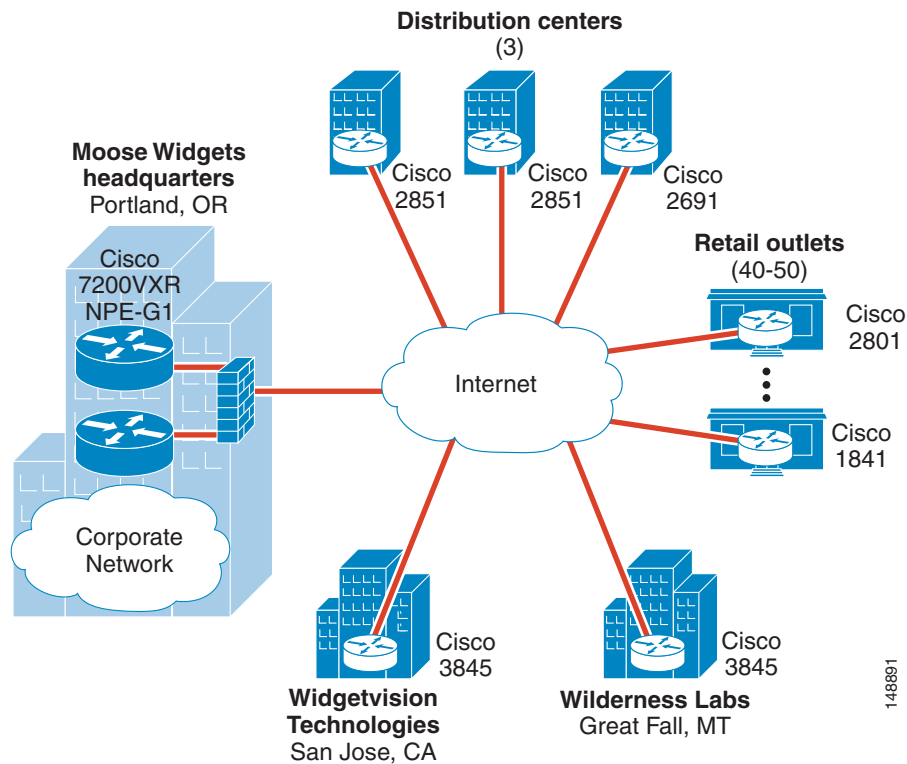 Distribution centers
(3)
Cisco
2851
Cisco
2851
Cisco
2691
Moose Widgets
headquarters
Portland, OR
Cisco
7200VXR
NPE-G1
Retail outlets
(40-50)
Cisco
2801
Internet
Cisco
1841
Corporate
Network
Cisco
3845
Widgetvision
Technologies
San Jose, CA
Cisco
3845
Wilderness Labs
Great Fall, MT
148891